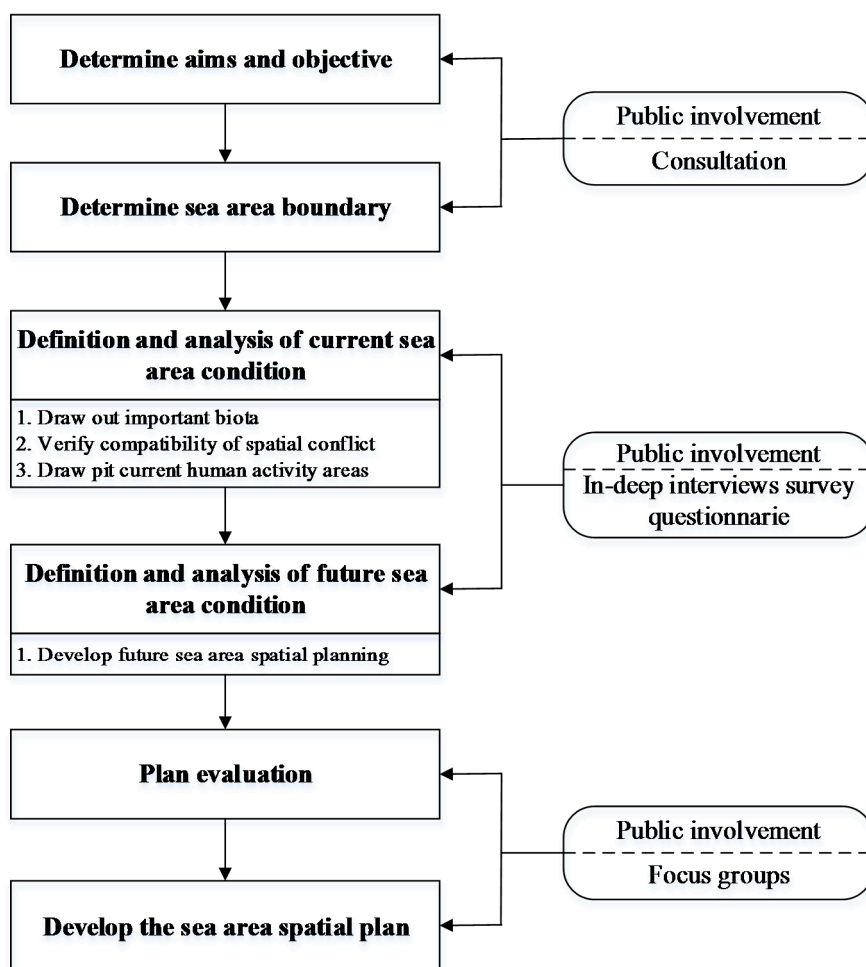 Determine aims and objective
Public involvement
Consultation
Determine sea area boundary
Definition and analysis of current sea
area condition
1. Draw out important biota
2. Verify compatibility of spatial conflict
3. Draw pit current human activity areas
Public involvement
In-deep interviews survey
questionnarie
Definition and analysis of future sea
area condition
1. Develop future sea area spatial planning
Plan evaluation
Public involvement
Focus groups
Develop the sea area spatial plan